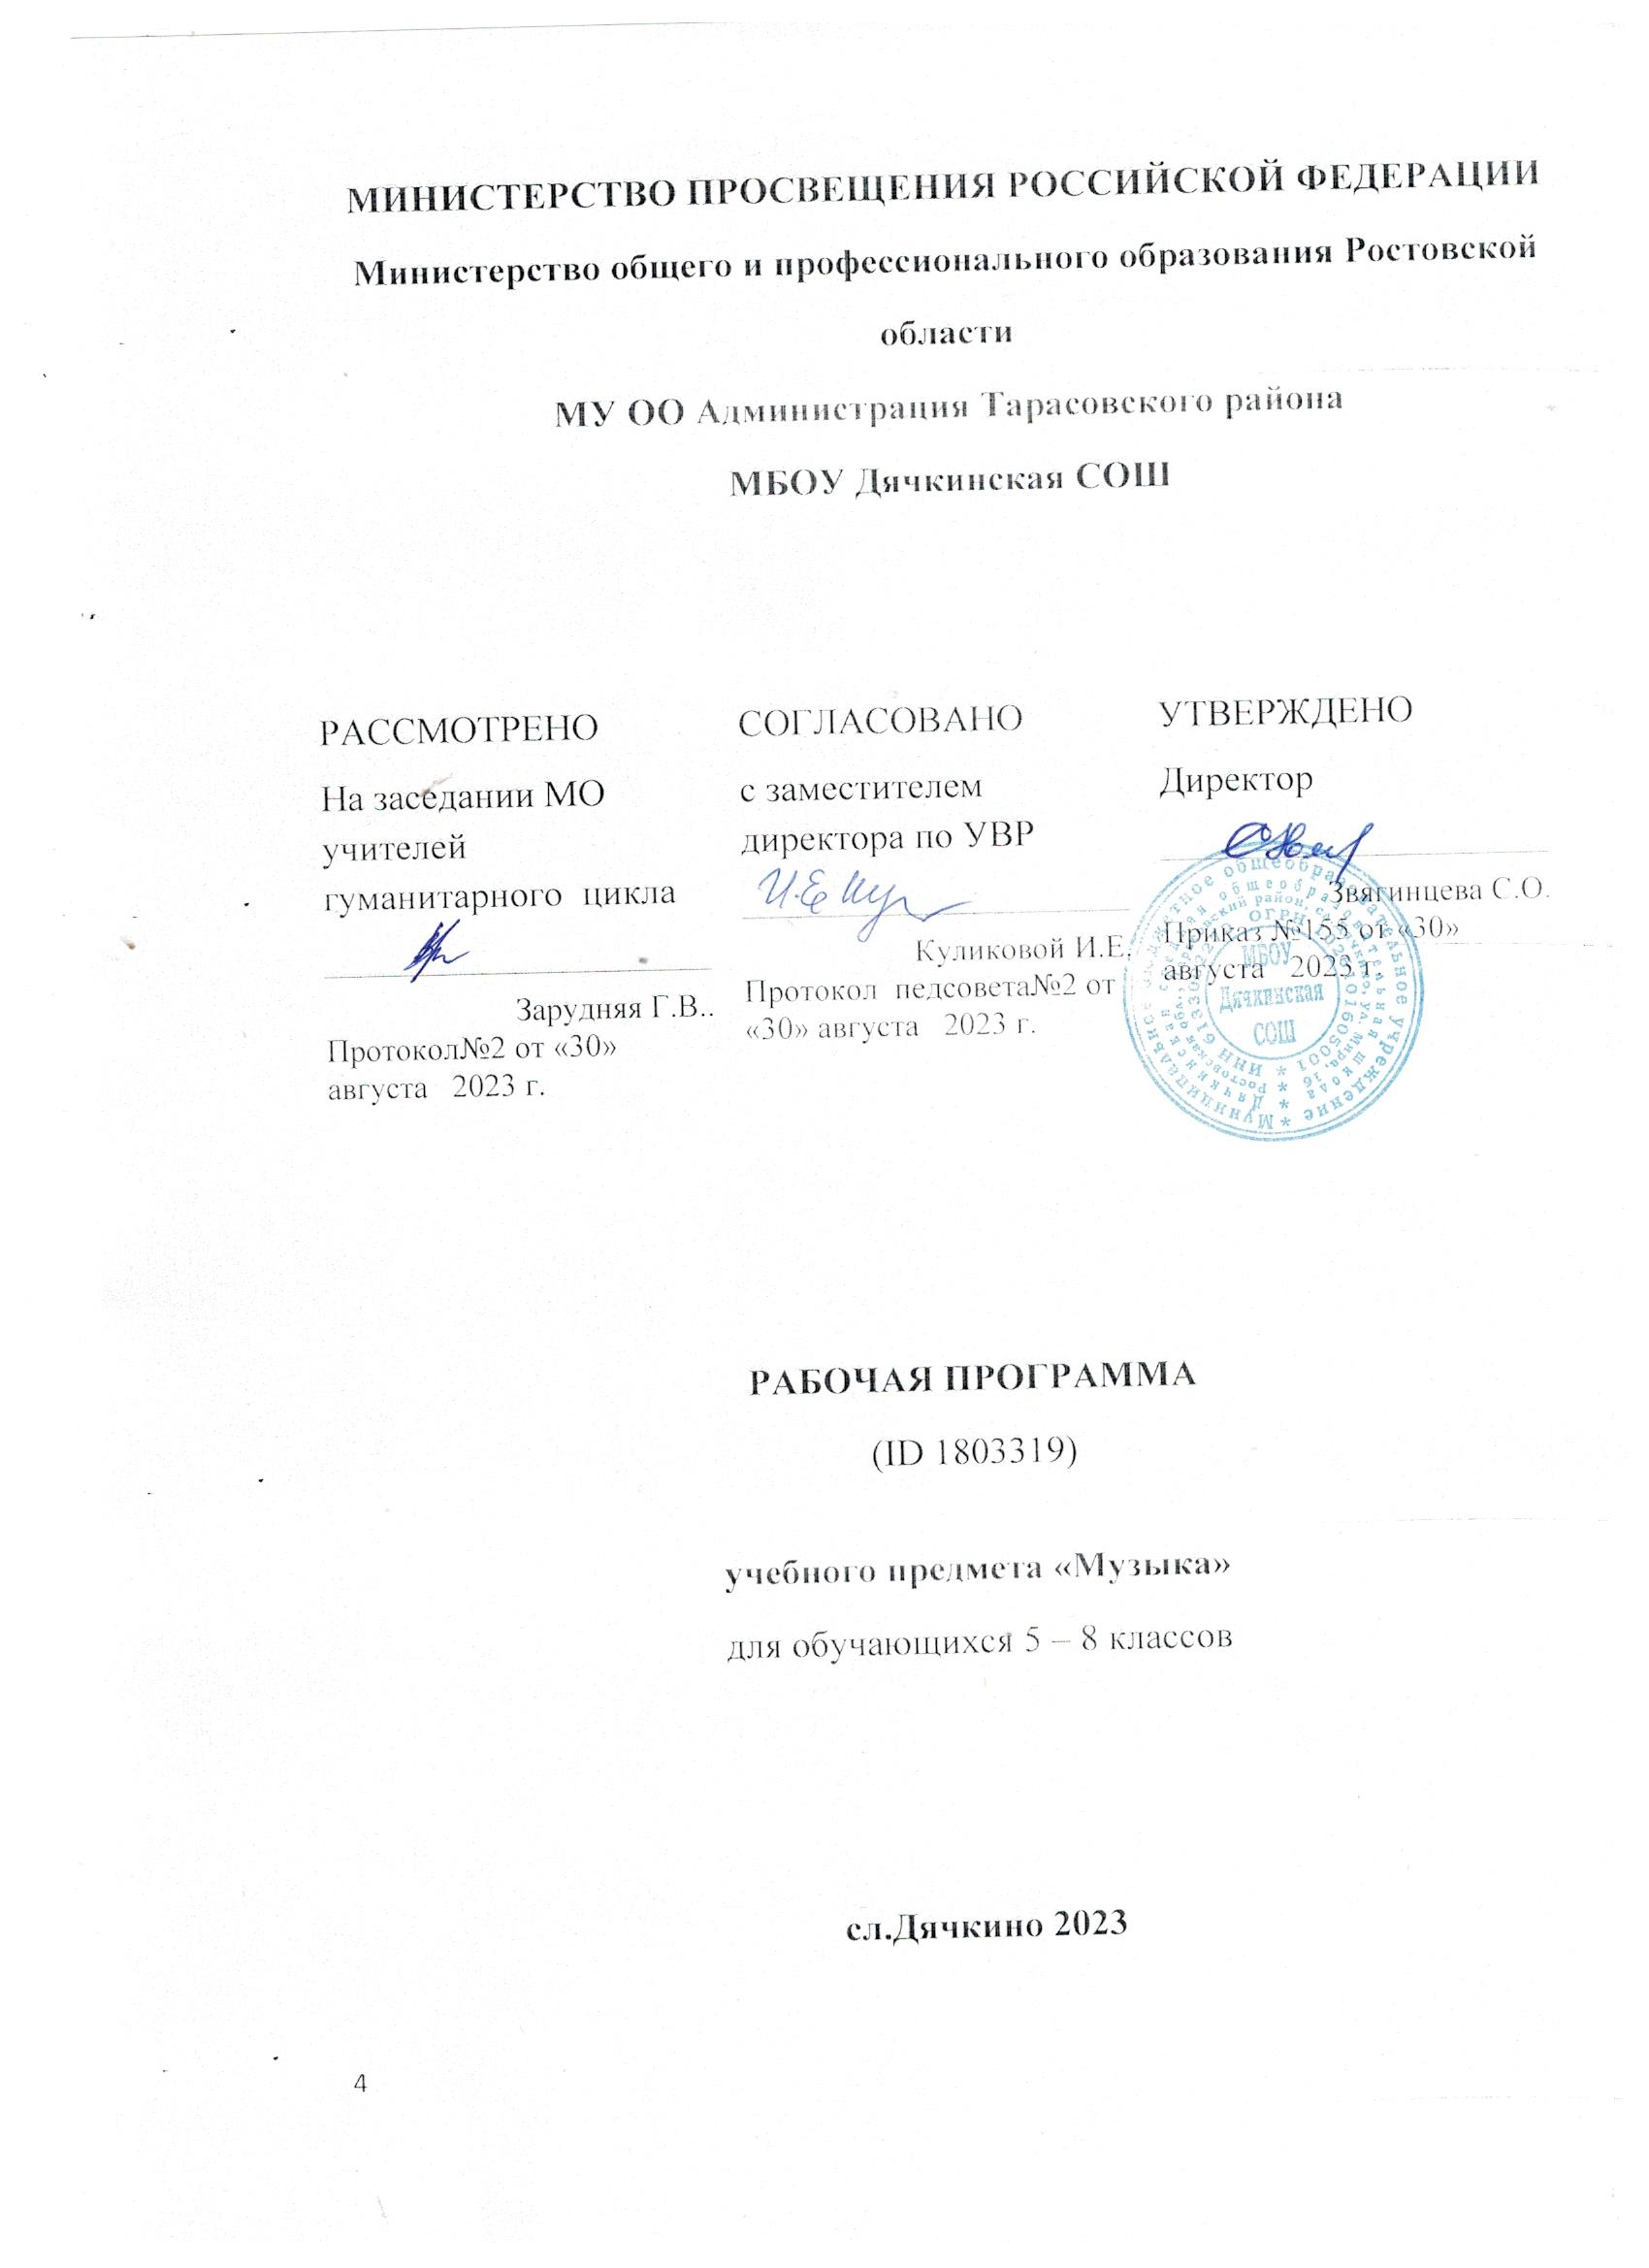 МИНИСТЕРСТВО ПРОСВЕЩЕНИЯ РОССИЙСКОЙ ФЕДЕРАЦИИ
Министерство общего и профессионального образования Ростовской
области
МУ ОО Администрация Тарасовского района
МБОУ Дячкинская СОШ
РАССМОТРЕНО
На заседании МО
учителей
гуманитарного цикла
Зарудняя Г.В..
Протокол№2 от «30»
августа 2023 г.
СОГЛАСОВАНО
с заместителем
директора по УВР
Куликовой И.Е.
Протокол педсовета№2 от
«30» августа 2023 г.
УТВЕРЖДЕНО
Директор
Звягинцева С.О.
Приказ №155 от «30»
августа 2023 г.
МБОУ
Дячкинская
СОШ
РАБОЧАЯ ПРОГРАММА
(ID 1803319)
учебного предмета «Музыка»
для обучающихся 5 – 8 классов
сл.Дячкино 2023
4